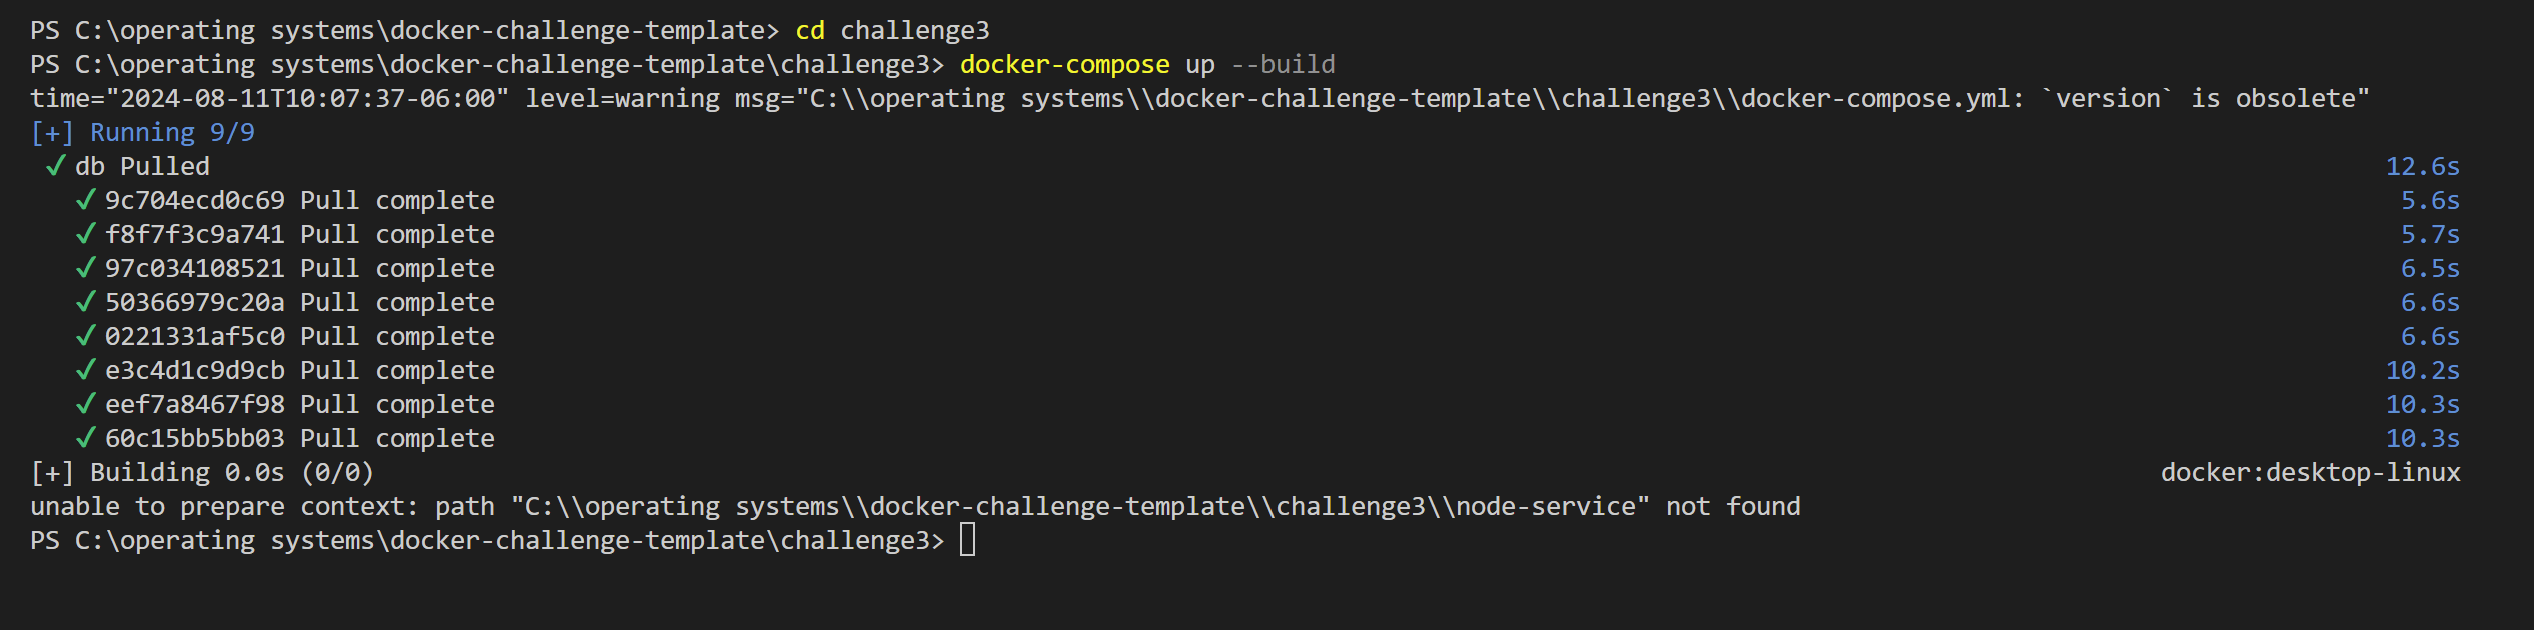 PS C:\operating systems\docker-challenge-template> cd challenge3
PS C:\operating systems\docker-challenge-template\challenge3> docker-compose up --build
time="2024-08-11T10:07:37-06:00" level=warning msg="C:\\operating systems\\docker-challenge-template\\challenge3\\docker-compose.yml: `version` is obsolete"
[+] Running 9/9
✓ db Pulled 12.6s
✓ 9c704ecd0c69 Pull complete 5.6s
✓ f8f7f3c9a741 Pull complete 5.7s
✓ 97c034108521 Pull complete 6.5s
✓ 50366979c20a Pull complete 6.6s
✓ 0221331af5c0 Pull complete 6.6s
✓ e3c4d1c9d9cb Pull complete 10.2s
✓ eef7a8467f98 Pull complete 10.3s
✓ 60c15bb5bb03 Pull complete 10.3s
[+] Building 0.0s (0/0) docker:desktop-linux
unable to prepare context: path "C:\\operating systems\\docker-challenge-template\\challenge3\\node-service" not found
PS C:\operating systems\docker-challenge-template\challenge3>